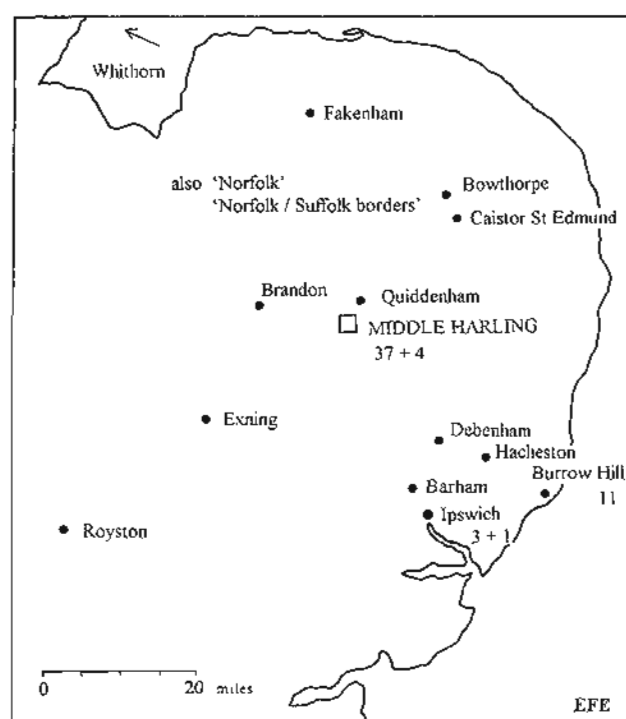 Whithorn
Fakenham
also 'Norfolk'
'Norfolk / Suffolk borders'
Bowthorpe
Caistor St Edmund
Brandon
Quiddenham
MIDDLE HARLING
37 + 4
Exning
Debenham
Hacheston
Burrow Hill
11
Barham
Ipswich
3 + 1
Royston
0 20 miles
EFE